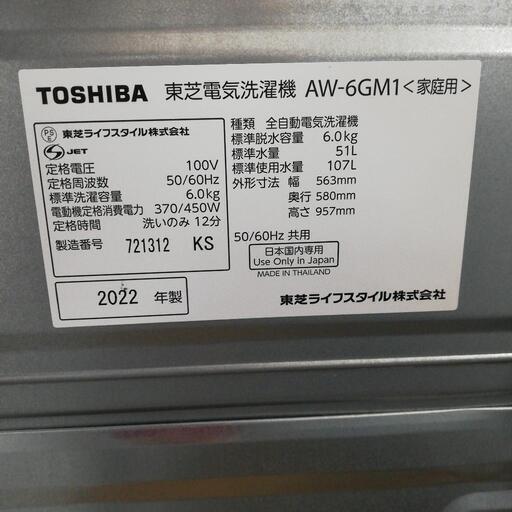 TOSHIBA 東芝電気洗濯機 AW-6GM1<家庭用>
PS E 東芝ライフスタイル株式会社
S JET
定格電圧 100V
定格周波数 50/60Hz
標準洗濯容量 6.0kg
電動機定格消費電力 370/450W
定格時間 洗いのみ 12分
製造番号 721312 KS
2022 年製
種類 全自動電気洗濯機
標準脱水容量 6.0kg
標準水量 51L
標準使用水量 107L
外形寸法 幅 563mm
奥行 580mm
高さ 957mm
50/60Hz 共用
日本国内専用
Use Only in Japan
MADE IN THAILAND
東芝ライフスタイル株式会社